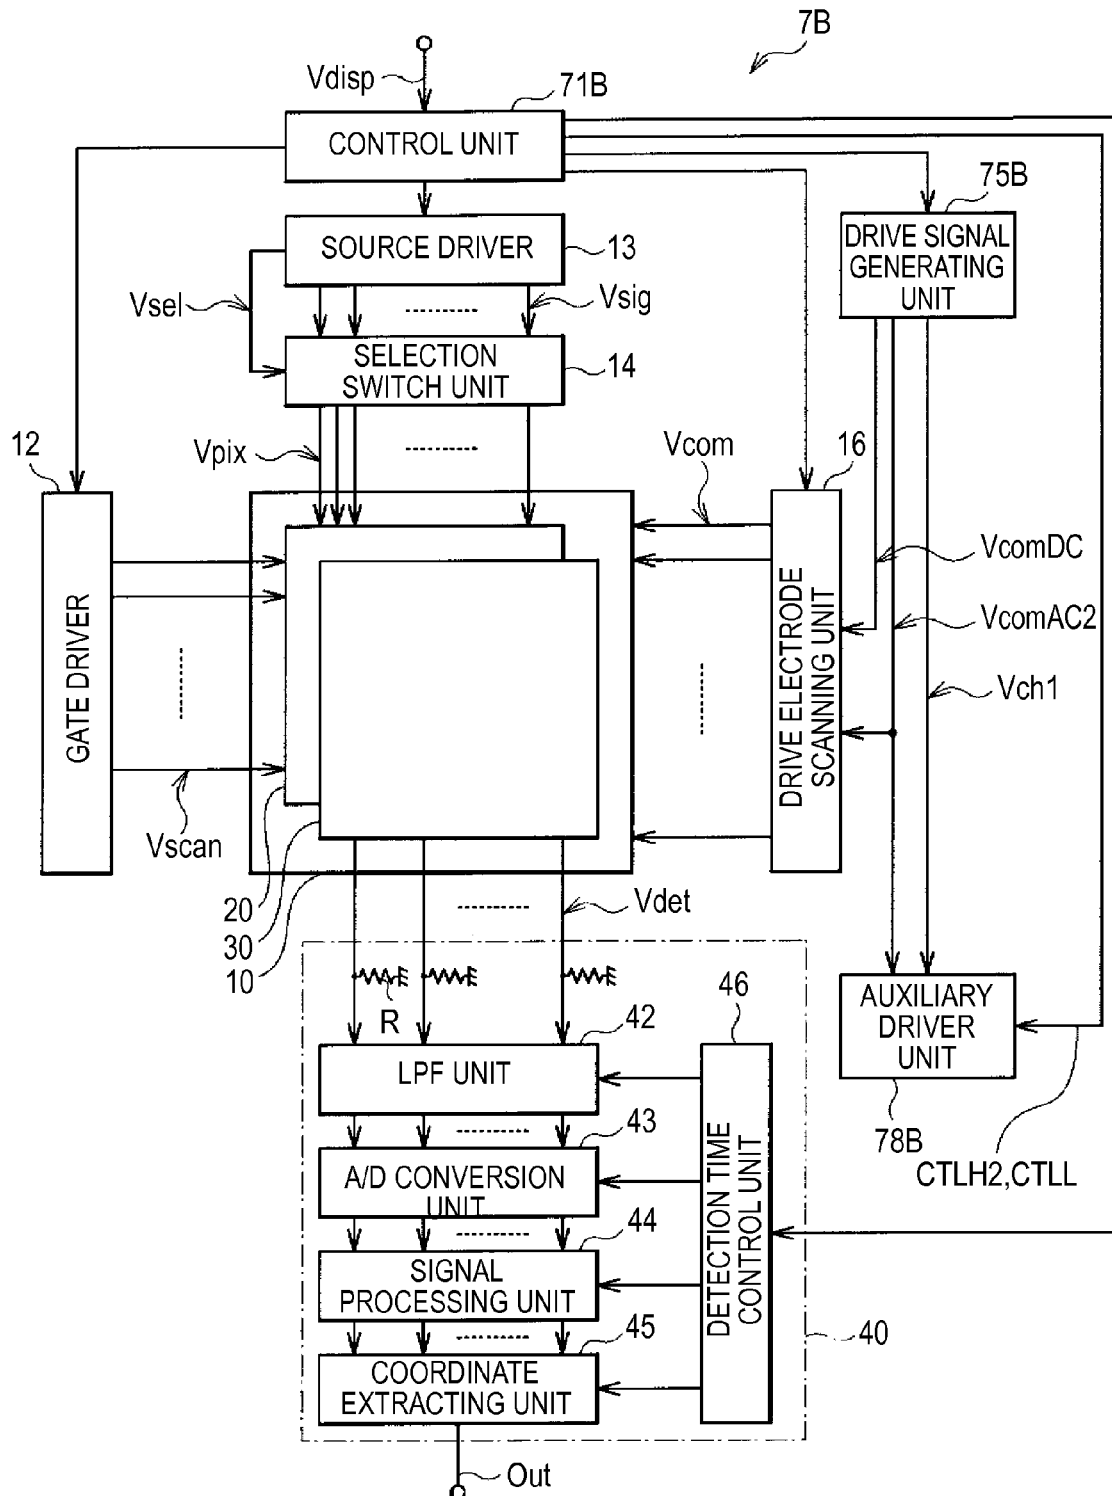 7B
Vdisp
71B
CONTROL UNIT
75B
SOURCE DRIVER
13
DRIVE SIGNAL
GENERATING
UNIT
Vsel
Vsig
SELECTION
SWITCH UNIT
14
12
Vpix
Vcom
16
VcomDC
VcomAC2
Vch1
GATE DRIVER
DRIVE ELECTRODE
SCANNING UNIT
Vscan
20
30
10
Vdet
R
42
46
AUXILIARY
DRIVER
UNIT
LPF UNIT
78B
43
CTLH2,CTLL
A/D CONVERSION
UNIT
DETECTION TIME
CONTROL UNIT
44
SIGNAL
PROCESSING UNIT
45
40
COORDINATE
EXTRACTING UNIT
Out